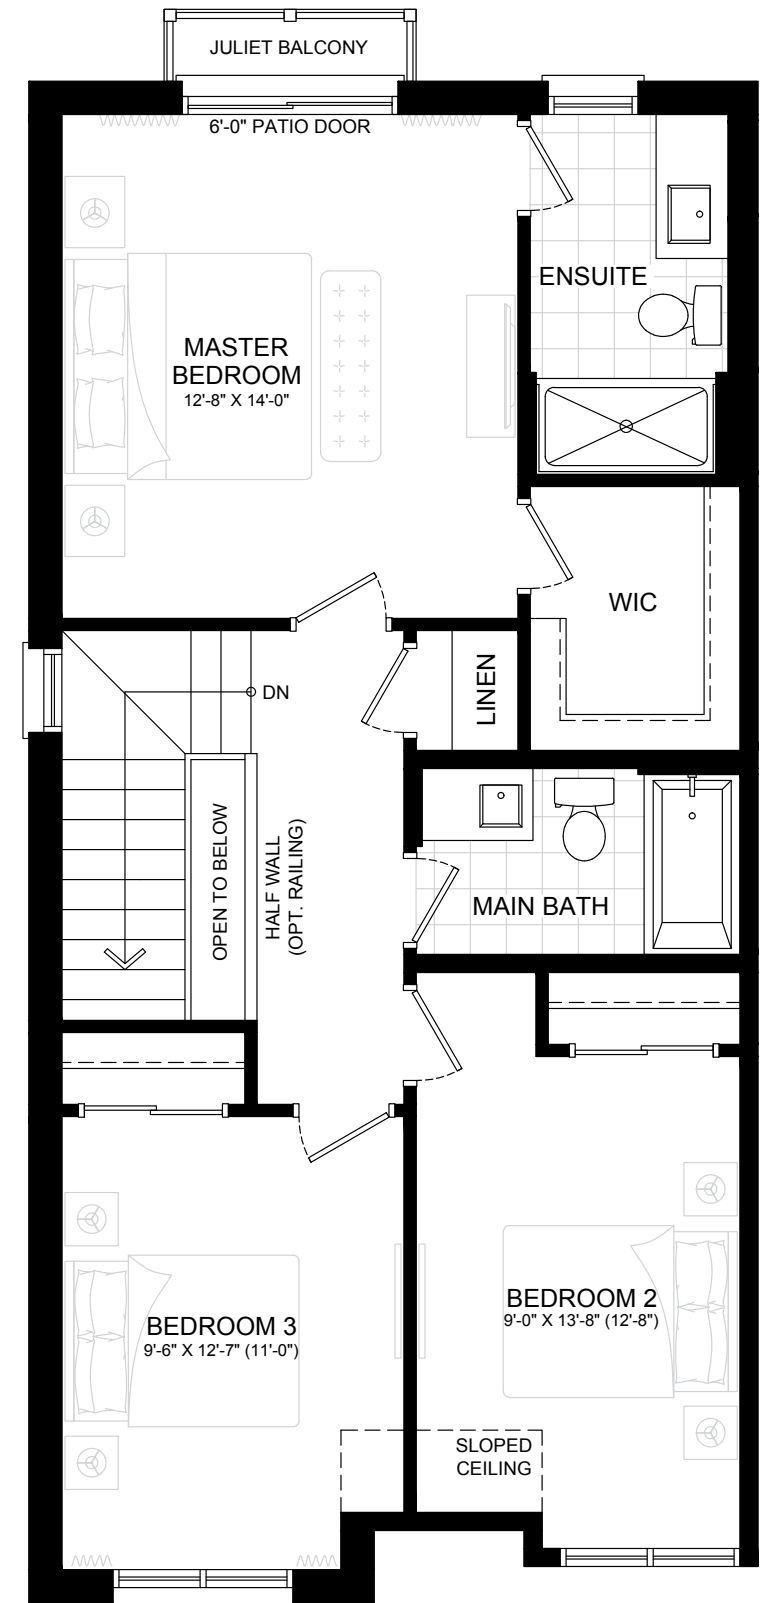 JULIET BALCONY
6'-0" PATIO DOOR
ENSUITE
MASTER
BEDROOM
12'-8" X 14'-0"
WIC
LINEN
DN
OPEN TO BELOW
HALF WALL
(OPT. RAILING)
MAIN BATH
BEDROOM 2
9'-0" X 13'-8" (12'-8")
BEDROOM 3
9'-6" X 12'-7" (11'-0")
SLOPED
CEILING